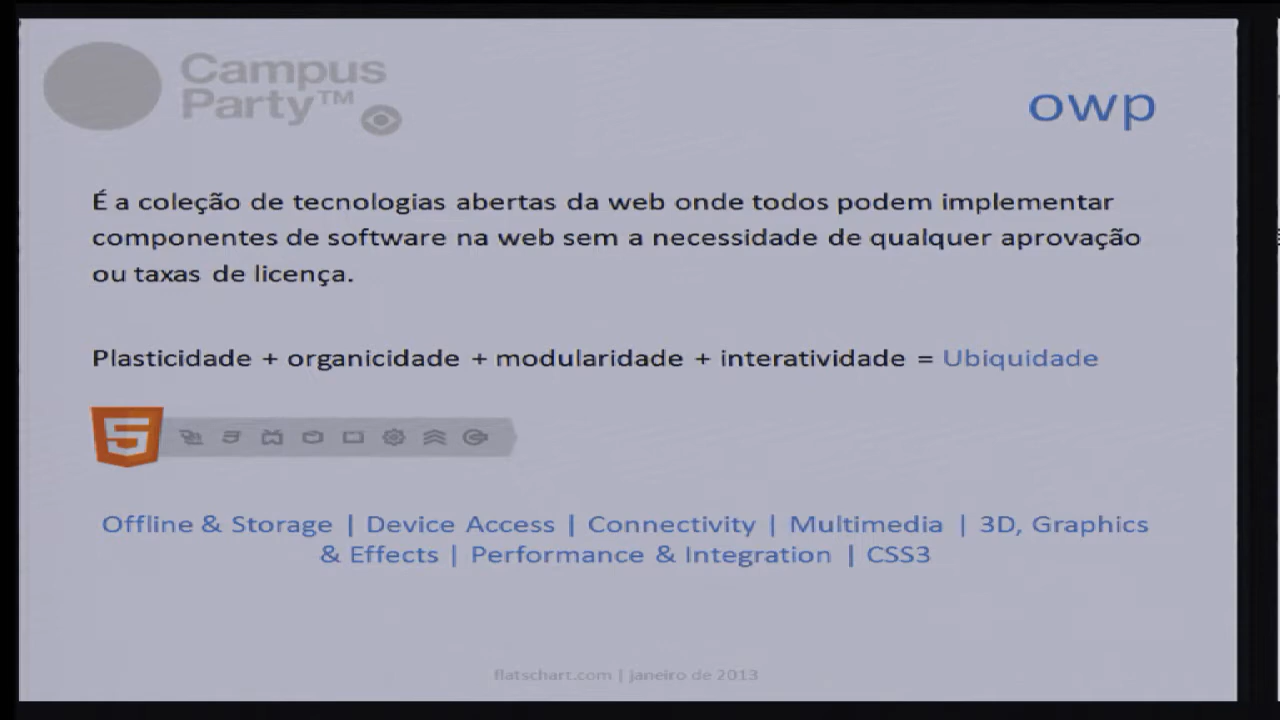 Campus
Party™
owp
É a coleção de tecnologias abertas da web onde todos podem implementar
componentes de software na web sem a necessidade de qualquer aprovação
ou taxas de licença.
Plasticidade + organicidade + modularidade + interatividade = Ubiquidade
5
Offline & Storage | Device Access | Connectivity | Multimedia | 3D, Graphics
& Effects | Performance & Integration | CSS3
flatschart.com | janeiro de 2013